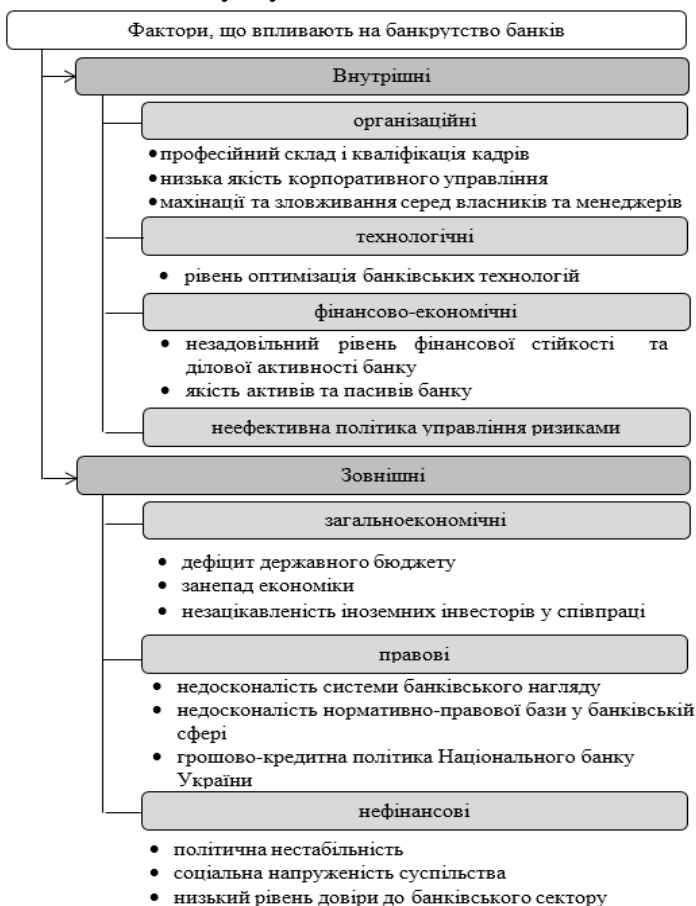 Фактори, що впливають на банкрутство банків
Внутрішні
організаційні
•професійний склад і кваліфікація кадрів
•низька якість корпоративного управління
•махінації та зловживання серед власників та менеджерів
технологічні
• рівень оптимізація банківських технологій
фінансово-економічні
• незадовільний рівень фінансової стійкості та
ділової активності банку
• якість активів та пасивів банку
неефективна політика управління ризиками
Зовнішні
загальноекономічні
• дефіцит державного бюджету
• занепад економіки
• незацікавленість іноземних інвесторів у співпраці
правові
• недосконалість системи банківського нагляду
• недосконалість нормативно-правової бази у банківській
сфері
• грошово-кредитна політика Національного банку
України
нефінансові
• політична нестабільність
• соціальна напруженість суспільства
• низький рівень довіри до банківського сектору